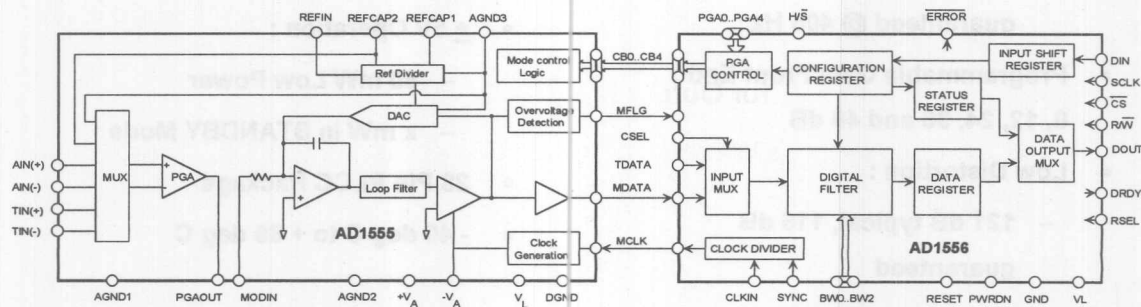 REFIN REFCAP2 REFCAP1 AGND3
PGA0..PGA4 H/S̅ E̅R̅R̅O̅R̅
Ref Divider
DAC
Mode control Logic
Overvoltage Detection
CB0...CB4
MFLG
CSEL
TDATA
MDATA
MCLK
PGA CONTROL
CONFIGURATION REGISTER
INPUT SHIFT REGISTER
STATUS REGISTER
DATA OUTPUT MUX
DIN
SCLK
C̅S̅
R/W̅
DOUT
DRDY
RSEL
AIN(+)
AIN(-)
TIN(+)
TIN(-)
MUX
PGA
Loop Filter
AD1555
Clock Generation
INPUT MUX
DIGITAL FILTER
DATA REGISTER
CLOCK DIVIDER
AD1556
AGND1 PGAOUT MODIN AGND2 +VA -VA VL DGND
CLKIN SYNC BW0..BW2 RESET PWRDN GND VL